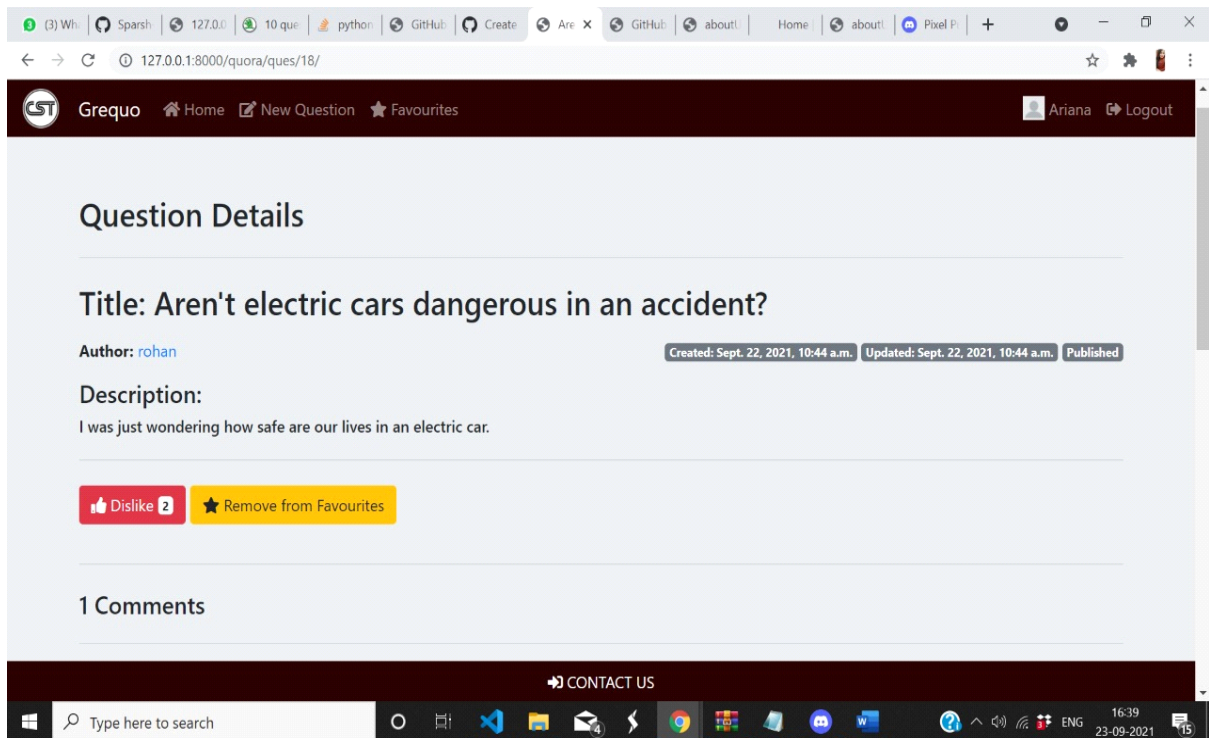 (3) Wha
Sparsh
127.0.0
10 que
python
GitHub
Create
Are
GitHub
aboutU
Home
aboutU
Pixel P
127.0.0.1:8000/quora/ques/18/
CST
Grequo
Home
New Question
Favourites
Ariana
Logout
Question Details
Title: Aren't electric cars dangerous in an accident?
Author: rohan
Created: Sept. 22, 2021, 10:44 a.m.
Updated: Sept. 22, 2021, 10:44 a.m.
Published
Description:
I was just wondering how safe are our lives in an electric car.
Dislike 2
Remove from Favourites
1 Comments
CONTACT US
Type here to search
4
ENG
16:39
23-09-2021
15